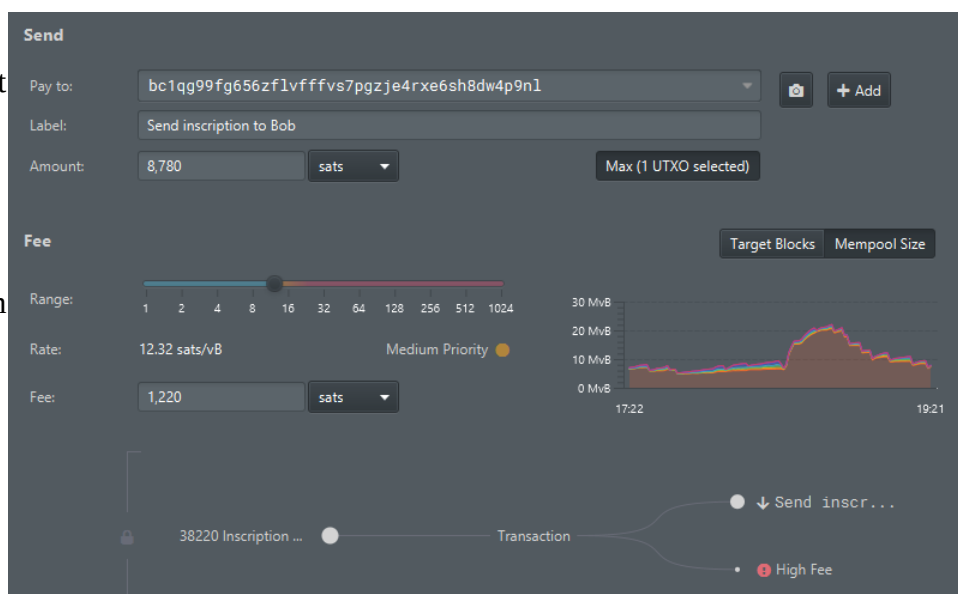 Send
t
Pay to: bc1qg99fg656zflvfffvs7pgzje4rxe6sh8dw4p9nl + Add
Label: Send inscription to Bob
Amount: 8,780 sats Max (1 UTXO selected)
Fee Target Blocks Mempool Size
n
Range: 1 2 4 8 16 32 64 128 256 512 1024
30 MvB
20 MvB
Rate: 12.32 sats/vB Medium Priority
10 MvB
0 MvB
Fee: 1,220 sats
17:22 19:21
Send inscr...
38220 Inscription ... Transaction
High Fee